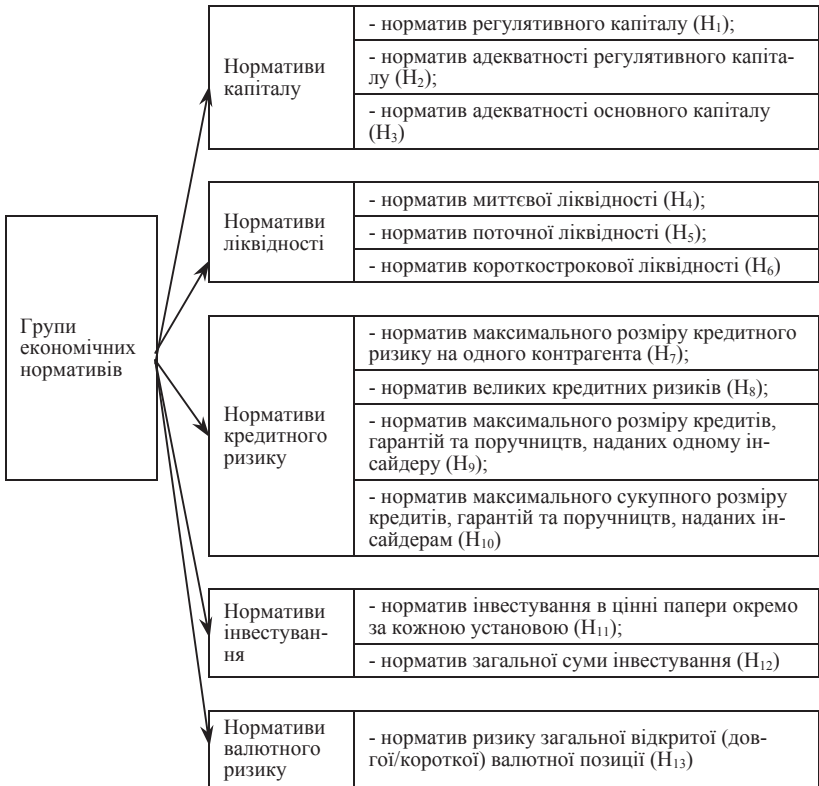 Групи
економічних
нормативів
Нормативи
капіталу
- норматив регулятивного капіталу (Н₁);
- норматив адекватності регулятивного капіта-
лу (Н₂);
- норматив адекватності основного капіталу
(Н₃)
Нормативи
ліквідності
- норматив миттєвої ліквідності (Н₄);
- норматив поточної ліквідності (Н₅);
- норматив короткострокової ліквідності (Н₆)
Нормативи
кредитного
ризику
- норматив максимального розміру кредитного
ризику на одного контрагента (Н₇);
- норматив великих кредитних ризиків (Н₈);
- норматив максимального розміру кредитів,
гарантій та поручництв, наданих одному ін-
сайдеру (Н₉);
- норматив максимального сукупного розміру
кредитів, гарантій та поручництв, наданих ін-
сайдерам (Н₁₀)
Нормативи
інвестуван-
ня
- норматив інвестування в цінні папери окремо
за кожною установою (Н₁₁);
- норматив загальної суми інвестування (Н₁₂)
Нормативи
валютного
ризику
- норматив ризику загальної відкритої (дов-
гої/короткої) валютної позиції (Н₁₃)